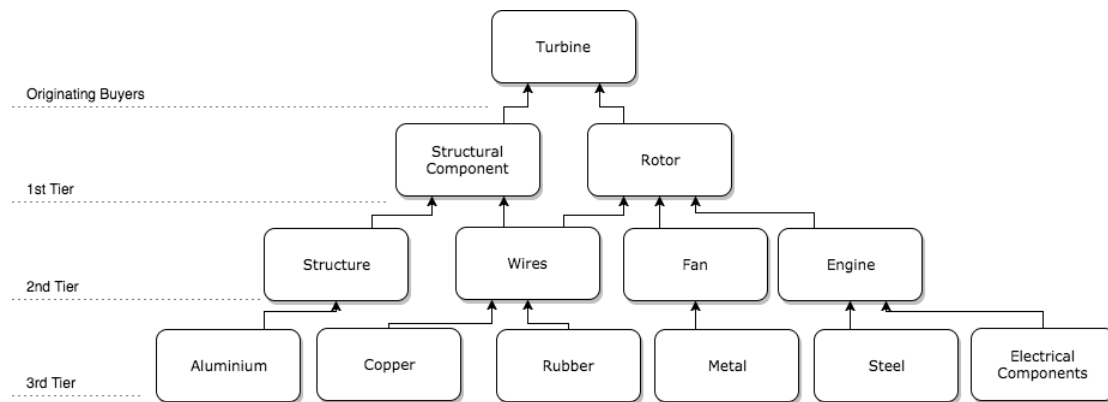 Turbine
Originating Buyers
Structural
Component
Rotor
1st Tier
Structure
Wires
Fan
Engine
2nd Tier
Aluminium
Copper
Rubber
Metal
Steel
Electrical
Components
3rd Tier